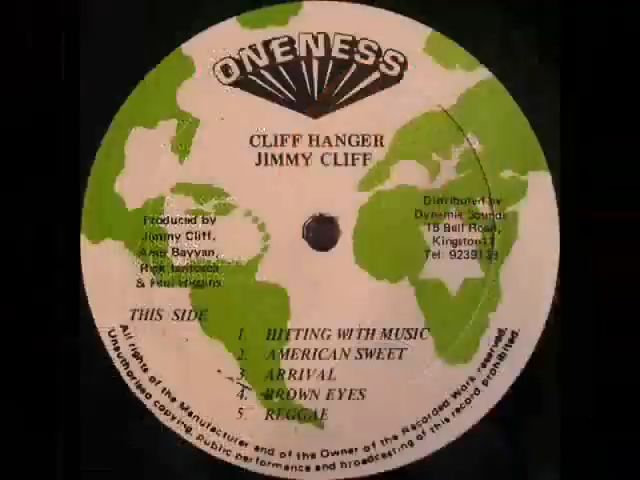 ONENESS
CLIFF HANGER
JIMMY CLIFF
Produced by
Jimmy Cliff,
Amir Bayyan,
& Paul
Distributed by
Dynamic Sounds
15 Bell Road,
Kingston 11
Tel:
THIS SIDE
1. HITTING WITH MUSIC
2. AMERICAN SWEET
3. ARRIVAL
4. BROWN EYES
5. REGGAE
All rights of the Manufacturer and of the Owner of the Recorded Work reserved.
Unauthorised copying, public performance and broadcasting of this record prohibited.